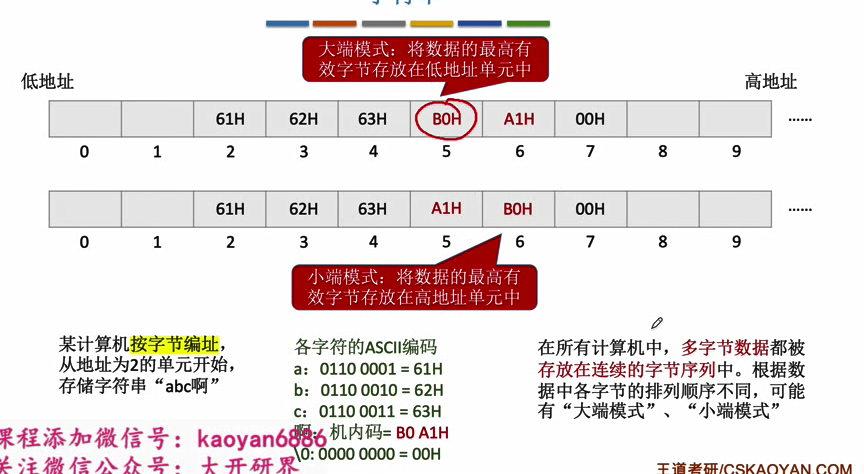 大端模式：将数据的最高有
效字节存放在低地址单元中
低地址
高地址
61H 62H 63H B0H A1H 00H ……
0 1 2 3 4 5 6 7 8 9
61H 62H 63H A1H B0H 00H ……
0 1 2 3 4 5 6 7 8 9
小端模式：将数据的最高有
效字节存放在高地址单元中
某计算机按字节编址，
从地址为2的单元开始，
存储字符串“abc啊”
各字符的ASCII编码
a：0110 0001 = 61H
b：0110 0010 = 62H
c：0110 0011 = 63H
啊：机内码= B0 A1H
\0: 0000 0000 = 00H
在所有计算机中，多字节数据都被
存放在连续的字节序列中。根据数
据中各字节的排列顺序不同，可能
有“大端模式”、“小端模式”
课程添加微信号：kaoyan6886
关注微信公众号：大开研界
王道考研/CSKAOYAN.COM